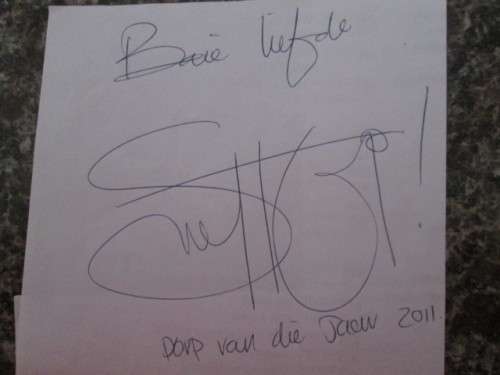 Baie liefde
!
Dorp van die Jaar 2011.